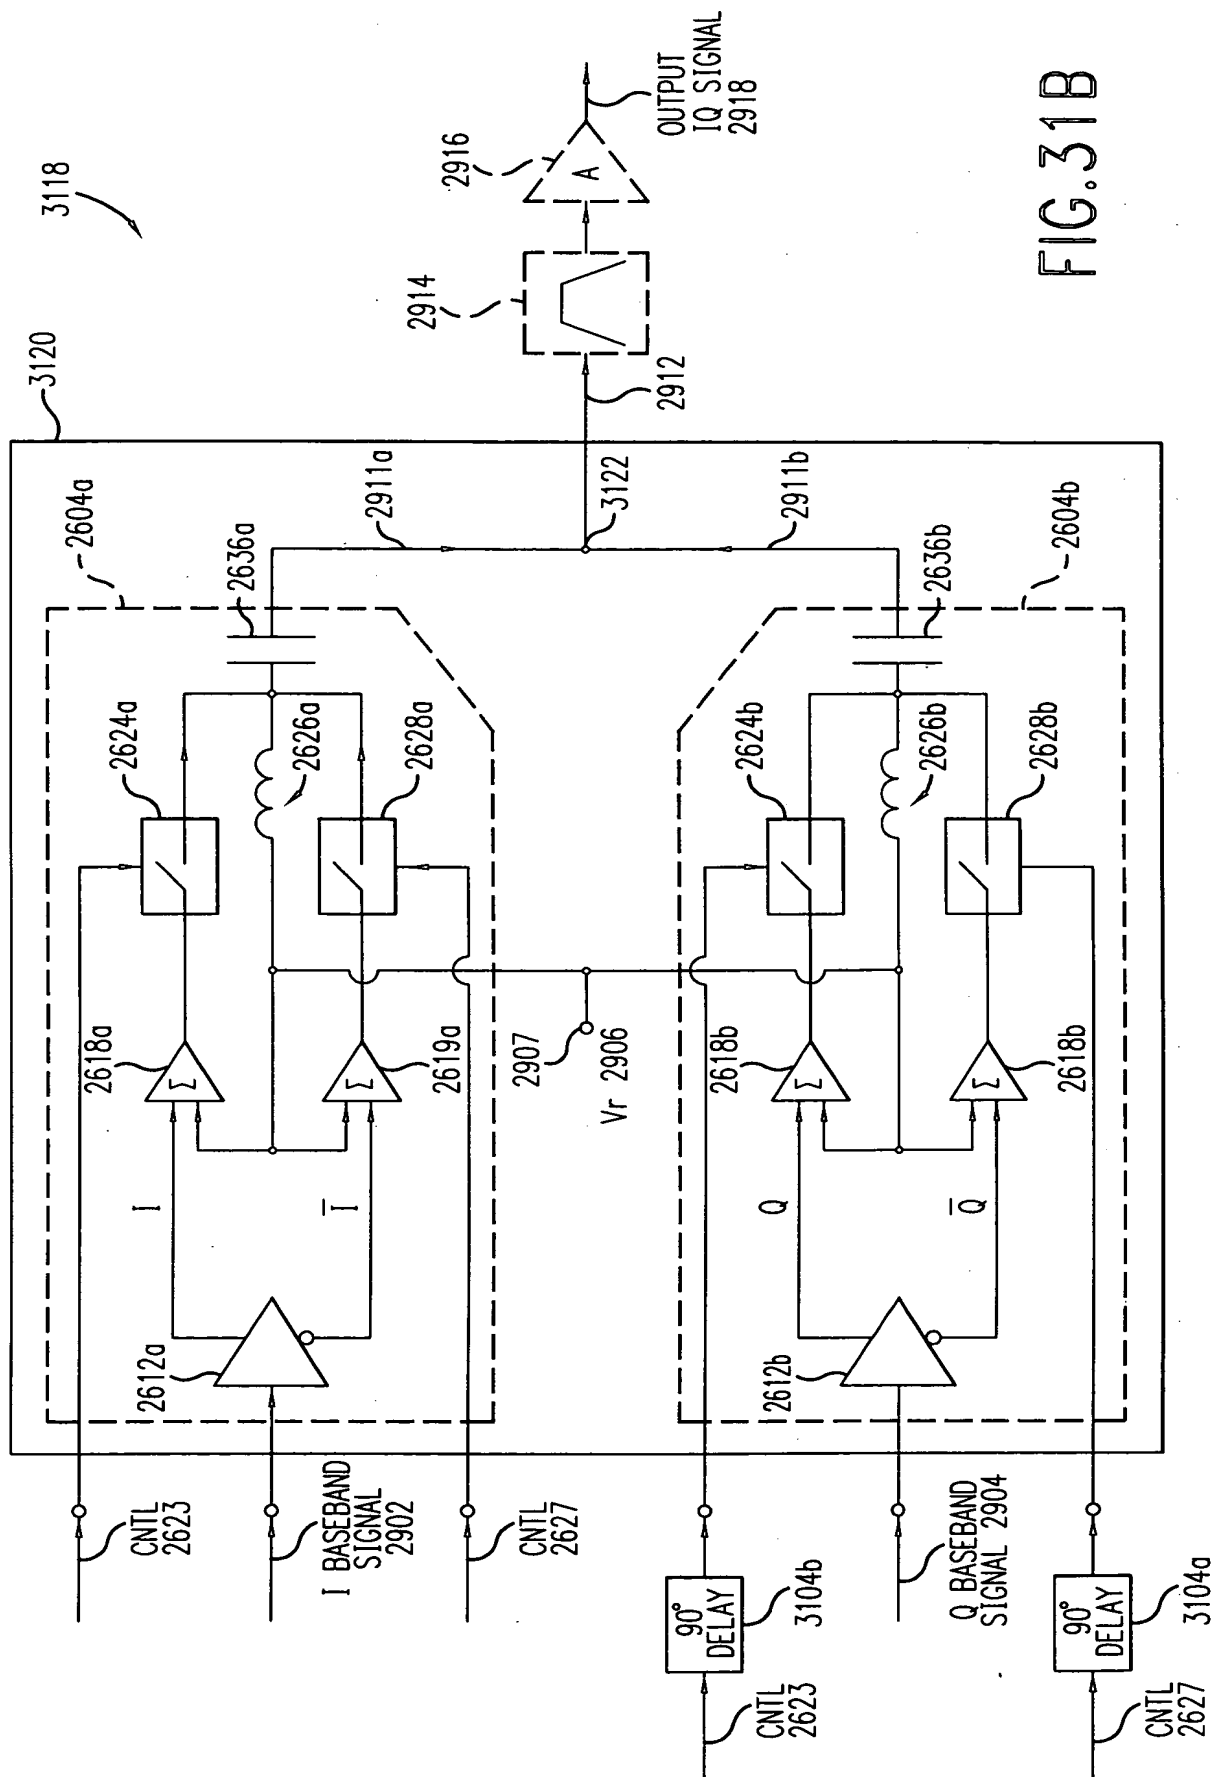 3118
3120
2604a
2636a
2911a
2624a
2626a
2628a
2618a
Σ
2619a
Σ
I
I̅
2612a
CNTL
2623
I BASEBAND
SIGNAL
2902
CNTL
2627
2907
Vr 2906
3122
2912
2914
2916
A
OUTPUT
IQ SIGNAL
2918
2911b
2604b
2636b
2624b
2626b
2628b
2618b
Σ
2618b
Σ
Q
Q̅
2612b
90°
DELAY
3104b
CNTL
2623
Q BASEBAND
SIGNAL 2904
90°
DELAY
3104a
CNTL
2627
FIG.31B